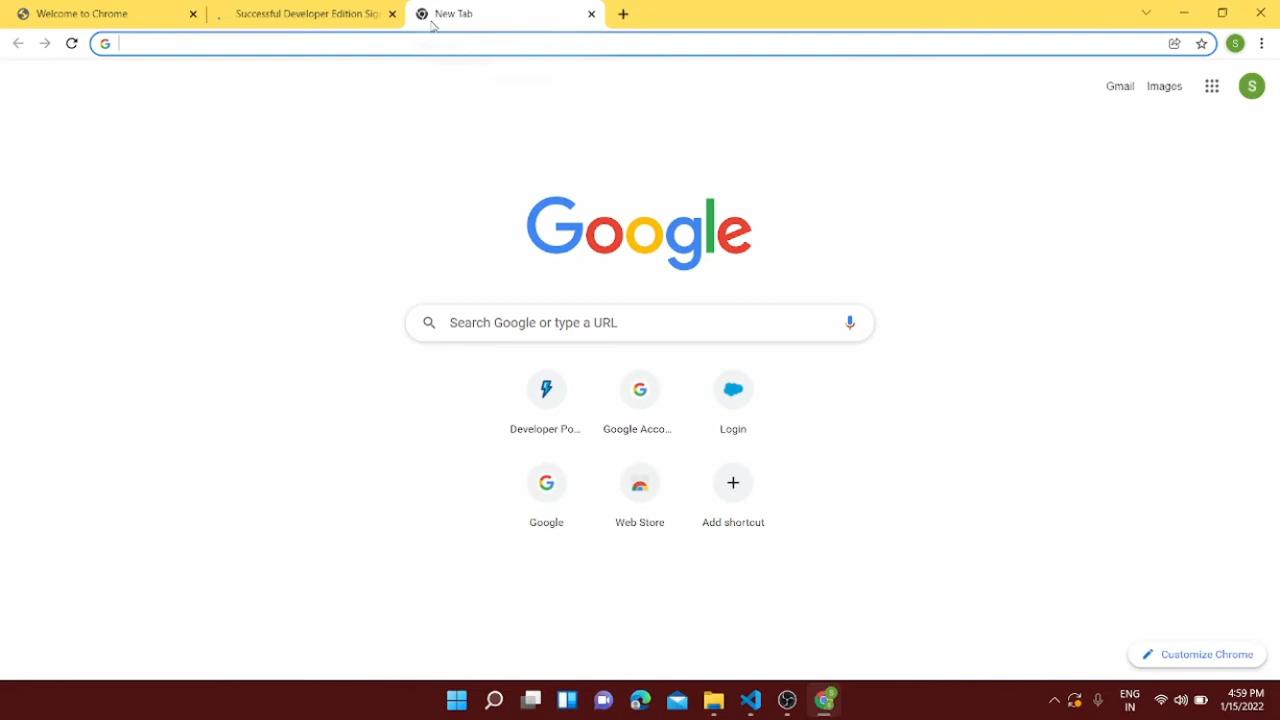 Welcome to Chrome
Successful Developer Edition Sig
New Tab
S
Gmail
Images
S
Google
Search Google or type a URL
Developer Po...
Google Acco...
Login
Google
Web Store
Add shortcut
Customize Chrome
ENG
IN
4:59 PM
1/15/2022